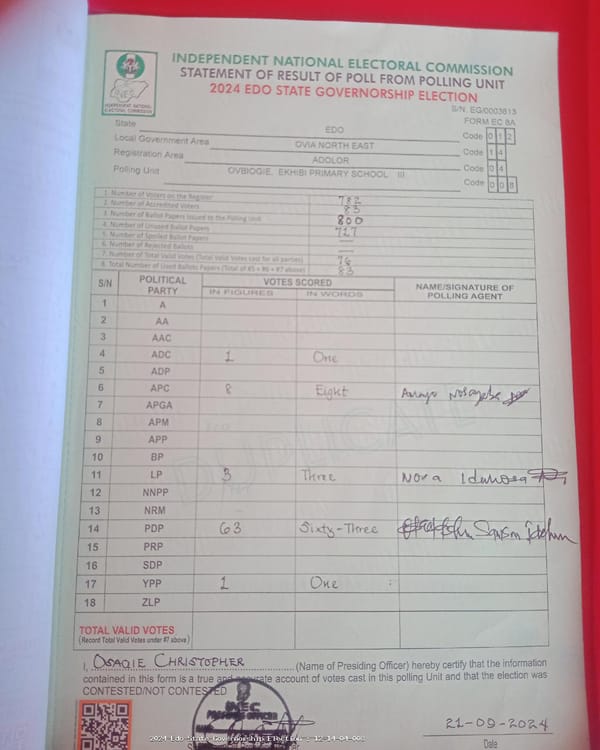 INDEPENDENT NATIONAL ELECTORAL COMMISSION
STATEMENT OF RESULT OF POLL FROM POLLING UNIT
2024 EDO STATE GOVERNORSHIP ELECTION
INDEPENDENT NATIONAL ELECTORAL COMMISSION
S/N. EG/0003813
FORM EC 8A
State EDO Code 0 1 2
Local Government Area OVIA NORTH EAST Code 1 4
Registration Area ADOLOR Code 0 4
Polling Unit OVBIOGIE, EKHIBI PRIMARY SCHOOL III Code 0 0 8
1. Number of Voters on the Register 782
2. Number of Accredited Voters 83
3. Number of Ballot Papers Issued to the Polling Unit 800
4. Number of Unused Ballot Papers 717
5. Number of Spoiled Ballot Papers —
6. Number of Rejected Ballots —
7. Number of Total Valid Votes (Total Valid Votes cast for all parties) 76
8. Total Number of Used Ballots Papers (Total of #5 + #6 + #7 above) 83
S/N POLITICAL PARTY VOTES SCORED NAME/SIGNATURE OF POLLING AGENT
IN FIGURES IN WORDS
1 A
2 AA
3 AAC
4 ADC 1 One
5 ADP
6 APC 8 Eight
7 APGA
8 APM
9 APP
10 BP
11 LP 3 Three Nora
12 NNPP
13 NRM
14 PDP 63 Sixty-Three
15 PRP
16 SDP
17 YPP 1 One
18 ZLP
DUPLICATE
TOTAL VALID VOTES
(Record Total Valid Votes under #7 above)
I, OSAGIE CHRISTOPHER (Name of Presiding Officer) hereby certify that the information
contained in this form is a true and accurate account of votes cast in this polling Unit and that the election was
CONTESTED/NOT CONTESTED
INEC
PRESIDING OFFICER
21-09-2024
Date
2024 Edo State Governorship Election : 12-14-04-008